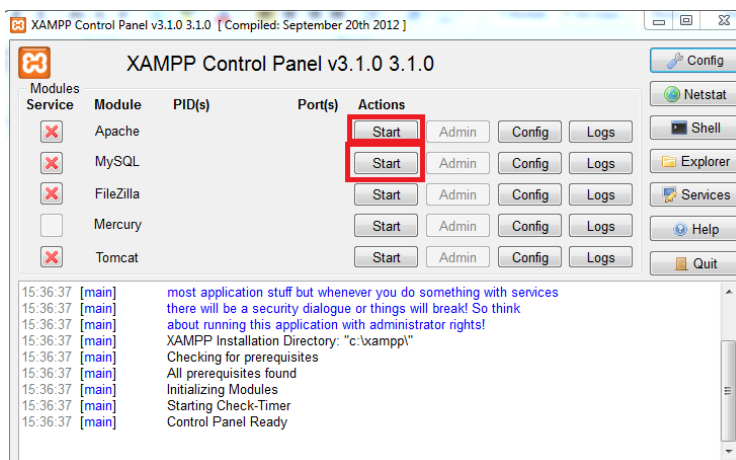 XAMPP Control Panel v3.1.0 3.1.0 [ Compiled: September 20th 2012 ]
XAMPP Control Panel v3.1.0 3.1.0
Config
Modules
Service Module PID(s) Port(s) Actions
Netstat
Apache Start Admin Config Logs
Shell
MySQL Start Admin Config Logs
Explorer
FileZilla Start Admin Config Logs
Services
Mercury Start Admin Config Logs
Help
Tomcat Start Admin Config Logs
Quit
15:36:37 [main] most application stuff but whenever you do something with services
15:36:37 [main] there will be a security dialogue or things will break! So think
15:36:37 [main] about running this application with administrator rights!
15:36:37 [main] XAMPP Installation Directory: "c:\xampp\"
15:36:37 [main] Checking for prerequisites
15:36:37 [main] All prerequisites found
15:36:37 [main] Initializing Modules
15:36:37 [main] Starting Check-Timer
15:36:37 [main] Control Panel Ready